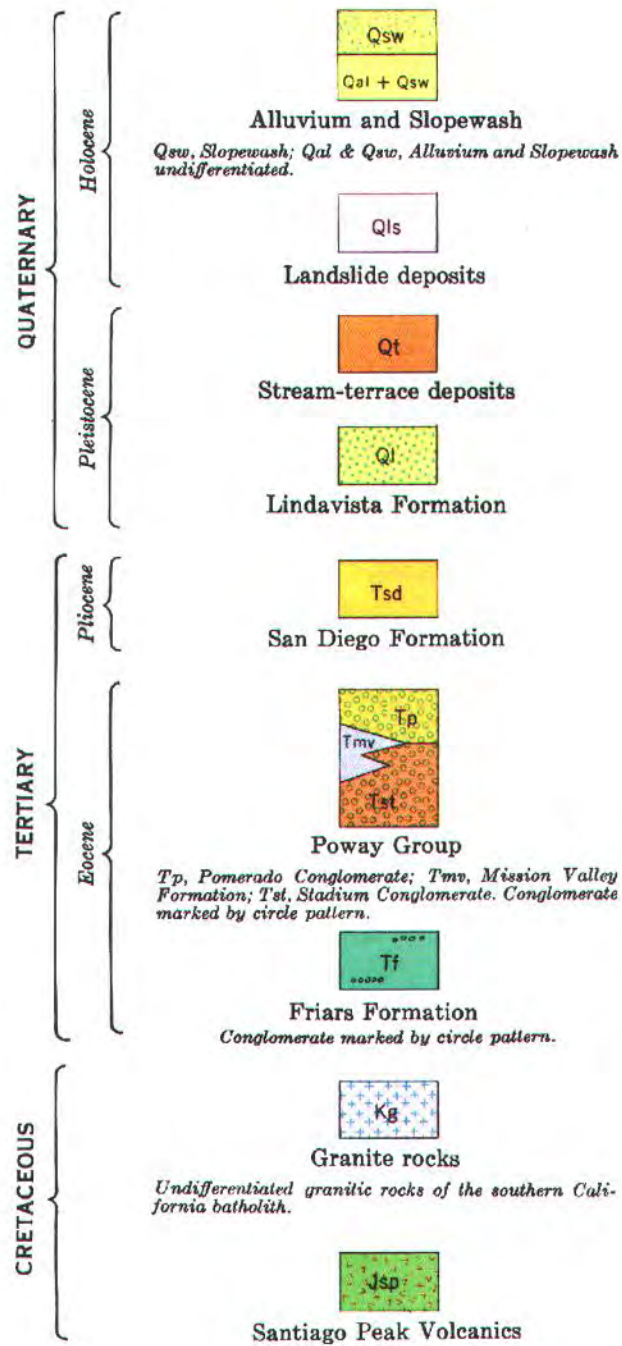 QUATERNARY
Holocene
Qsw
Qal + Qsw
Alluvium and Slopewash
Qsw, Slopewash; Qal & Qsw, Alluvium and Slopewash
undifferentiated.
Qls
Landslide deposits
Pleistocene
Qt
Stream-terrace deposits
Ql
Lindavista Formation
TERTIARY
Pliocene
Tsd
San Diego Formation
Eocene
Tp
Tmv
Tst
Poway Group
Tp, Pomerado Conglomerate; Tmv, Mission Valley
Formation; Tst, Stadium Conglomerate. Conglomerate
marked by circle pattern.
Tf
Friars Formation
Conglomerate marked by circle pattern.
CRETACEOUS
Kg
Granite rocks
Undifferentiated granitic rocks of the southern Cali-
fornia batholith.
Jsp
Santiago Peak Volcanics